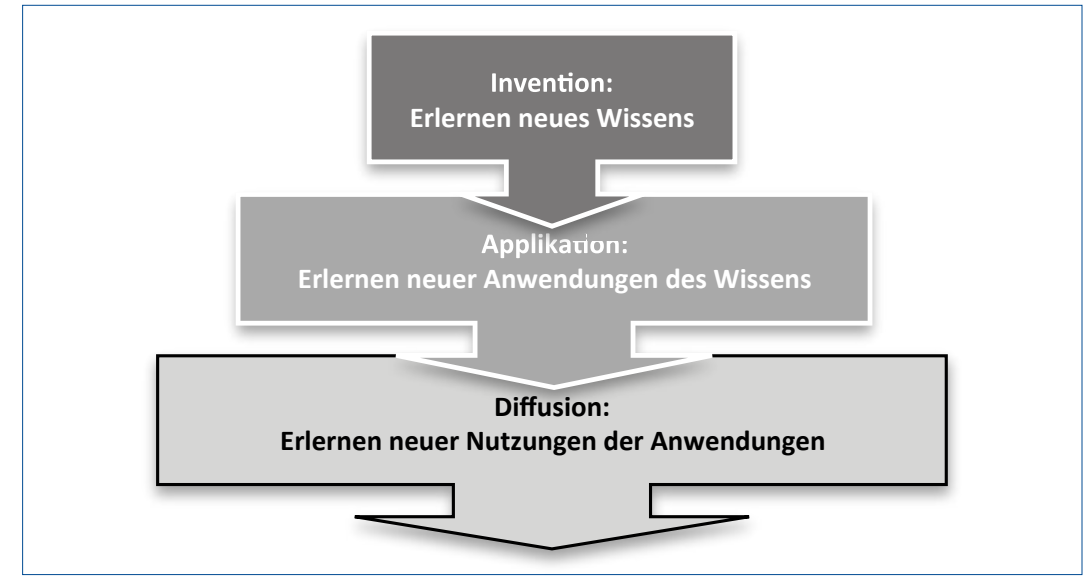 Invention:
Erlernen neues Wissens
Applikation:
Erlernen neuer Anwendungen des Wissens
Diffusion:
Erlernen neuer Nutzungen der Anwendungen